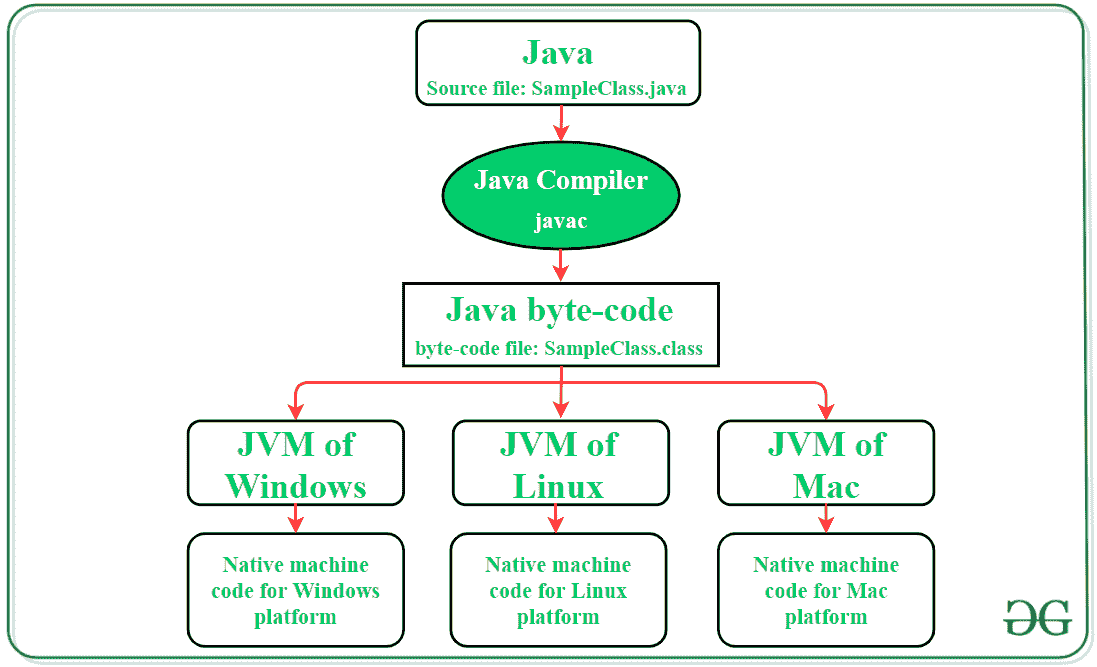 Java
Source file: SampleClass.java
Java Compiler
javac
Java byte-code
byte-code file: SampleClass.class
JVM of
Windows
JVM of
Linux
JVM of
Mac
Native machine
code for Windows
platform
Native machine
code for Linux
platform
Native machine
code for Mac
platform